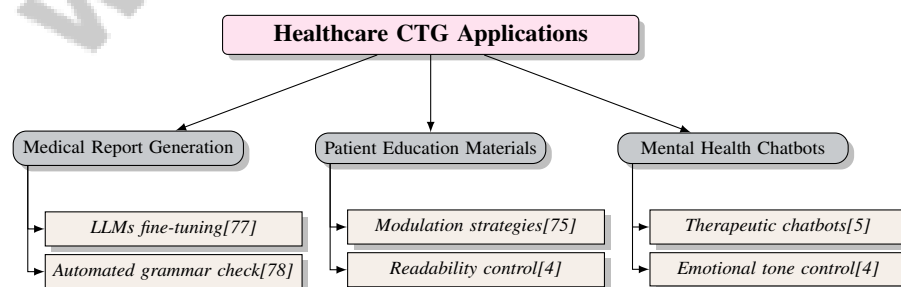 Healthcare CTG Applications
Medical Report Generation
LLMs fine-tuning[77]
Automated grammar check[78]
Patient Education Materials
Modulation strategies[75]
Readability control[4]
Mental Health Chatbots
Therapeutic chatbots[5]
Emotional tone control[4]